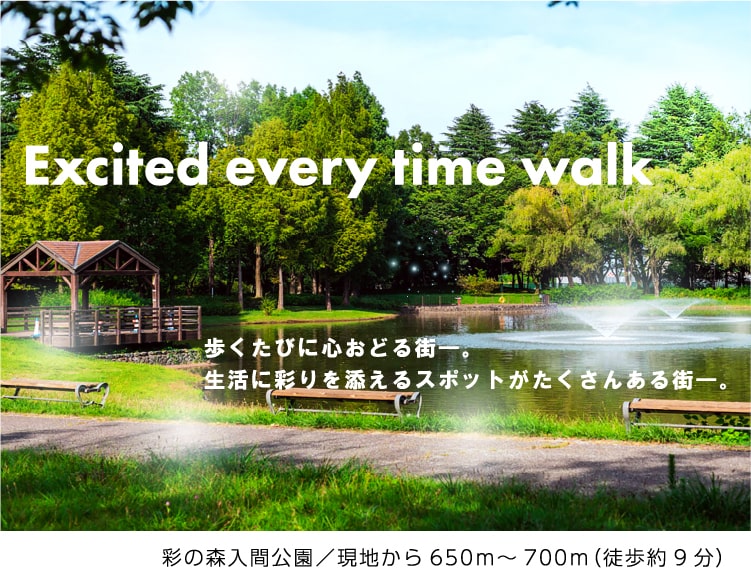 Excited every time walk
歩くたびに心おどる街―。
生活に彩りを添えるスポットがたくさんある街―。
彩の森入間公園／現地から650m～700m（徒歩約9分）